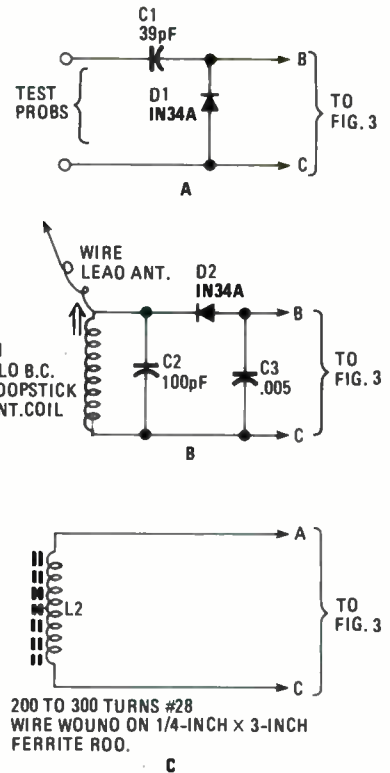 C1
39pF
B
TEST
PROBS
D1
IN34A
TO
FIG. 3
C
A
WIRE
LEAO ANT.
D2
IN34A
B
LO B.C.
OOPSTICK
NT.COIL
C2
100pF
C3
.005
TO
FIG. 3
C
B
A
L2
TO
FIG. 3
C
200 TO 300 TURNS #28
WIRE WOUNO ON 1/4-INCH × 3-INCH
FERRITE ROO.
C